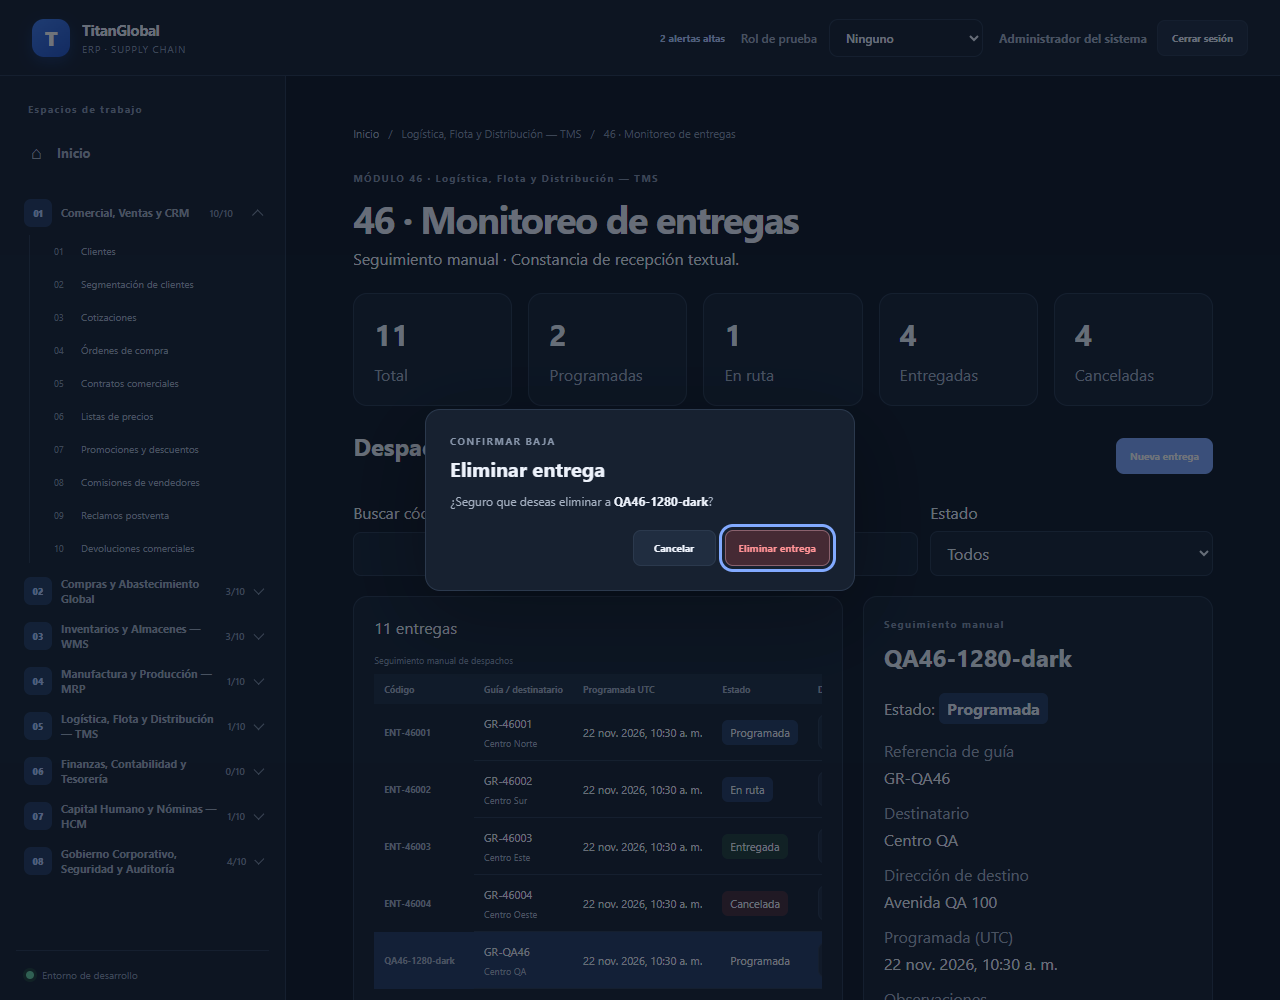 T
TitanGlobal
ERP · SUPPLY CHAIN
2 alertas altas
Rol de prueba
Ninguno
Administrador del sistema
Cerrar sesión
Espacios de trabajo
Inicio
01 Comercial, Ventas y CRM 10/10
01 Clientes
02 Segmentación de clientes
03 Cotizaciones
04 Órdenes de compra
05 Contratos comerciales
06 Listas de precios
07 Promociones y descuentos
08 Comisiones de vendedores
09 Reclamos postventa
10 Devoluciones comerciales
02 Compras y Abastecimiento Global 3/10
03 Inventarios y Almacenes — WMS 3/10
04 Manufactura y Producción — MRP 1/10
05 Logística, Flota y Distribución — TMS 1/10
06 Finanzas, Contabilidad y Tesorería 0/10
07 Capital Humano y Nóminas — HCM 1/10
08 Gobierno Corporativo, Seguridad y Auditoría 4/10
Entorno de desarrollo
Inicio / Logística, Flota y Distribución — TMS / 46 · Monitoreo de entregas
MÓDULO 46 · Logística, Flota y Distribución — TMS
46 · Monitoreo de entregas
Seguimiento manual · Constancia de recepción textual.
11 Total
2 Programadas
1 En ruta
4 Entregadas
4 Canceladas
Despa
Nueva entrega
Buscar có
Estado
Todos
CONFIRMAR BAJA
Eliminar entrega
¿Seguro que deseas eliminar a QA46-1280-dark?
Cancelar
Eliminar entrega
11 entregas
Seguimiento manual de despachos
Código Guía / destinatario Programada UTC Estado
ENT-46001 GR-46001 Centro Norte 22 nov. 2026, 10:30 a. m. Programada
ENT-46002 GR-46002 Centro Sur 22 nov. 2026, 10:30 a. m. En ruta
ENT-46003 GR-46003 Centro Este 22 nov. 2026, 10:30 a. m. Entregada
ENT-46004 GR-46004 Centro Oeste 22 nov. 2026, 10:30 a. m. Cancelada
QA46-1280-dark GR-QA46 Centro QA 22 nov. 2026, 10:30 a. m. Programada
Seguimiento manual
QA46-1280-dark
Estado: Programada
Referencia de guía
GR-QA46
Destinatario
Centro QA
Dirección de destino
Avenida QA 100
Programada (UTC)
22 nov. 2026, 10:30 a. m.
Observaciones